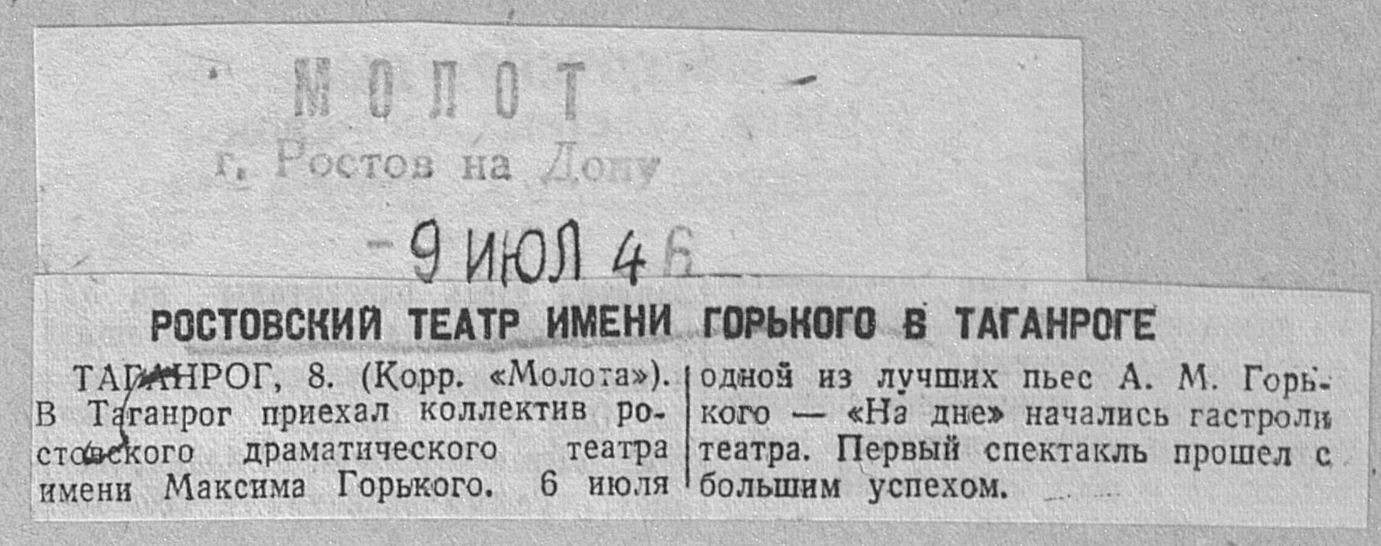 МОЛОТ
г. Ростов на Дону
-9 ИЮЛ 46
РОСТОВСКИЙ ТЕАТР ИМЕНИ ГОРЬКОГО В ТАГАНРОГЕ
ТАГАНРОГ, 8. (Корр. «Молота»).
В Таганрог приехал коллектив ро-
стовского драматического театра
имени Максима Горького. 6 июля
одной из лучших пьес А. М. Горь-
кого — «На дне» начались гастроли
театра. Первый спектакль прошел с
большим успехом.